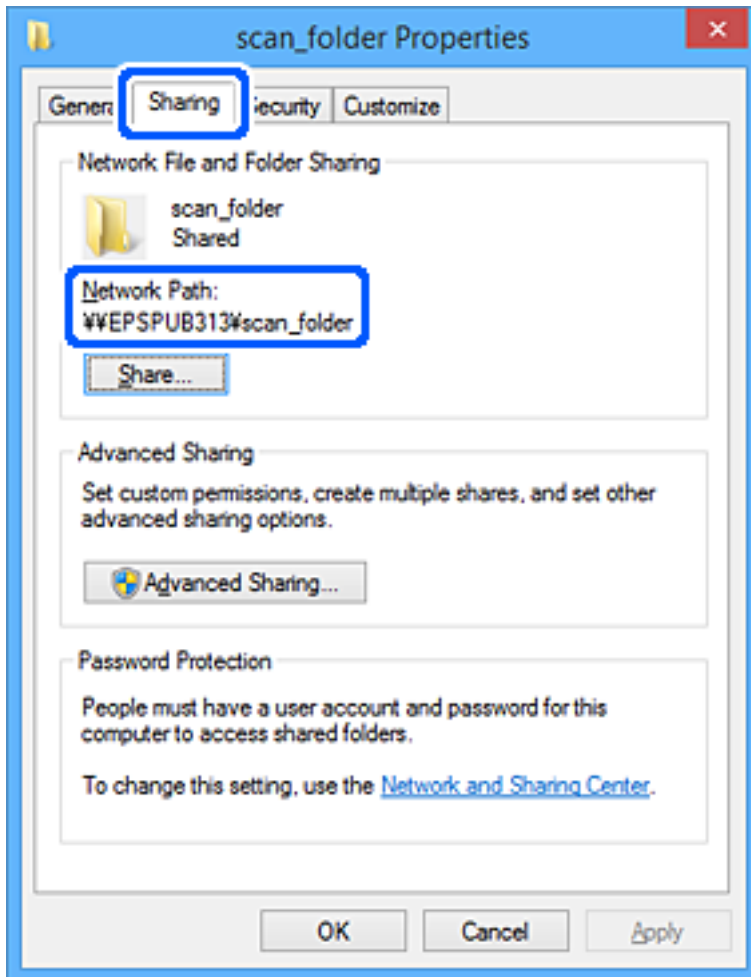 scan_folder Properties
Sharing
Customize
Network File and Folder Sharing
scan_folder
Shared
Network Path:
¥¥EPSPUB313¥scan_folder
Share...
Advanced Sharing
Set custom permissions, create multiple shares, and set other
advanced sharing options.
Advanced Sharing...
Password Protection
People must have a user account and password for this
computer to access shared folders.
To change this setting, use the Network and Sharing Center.
OK
Cancel
Apply